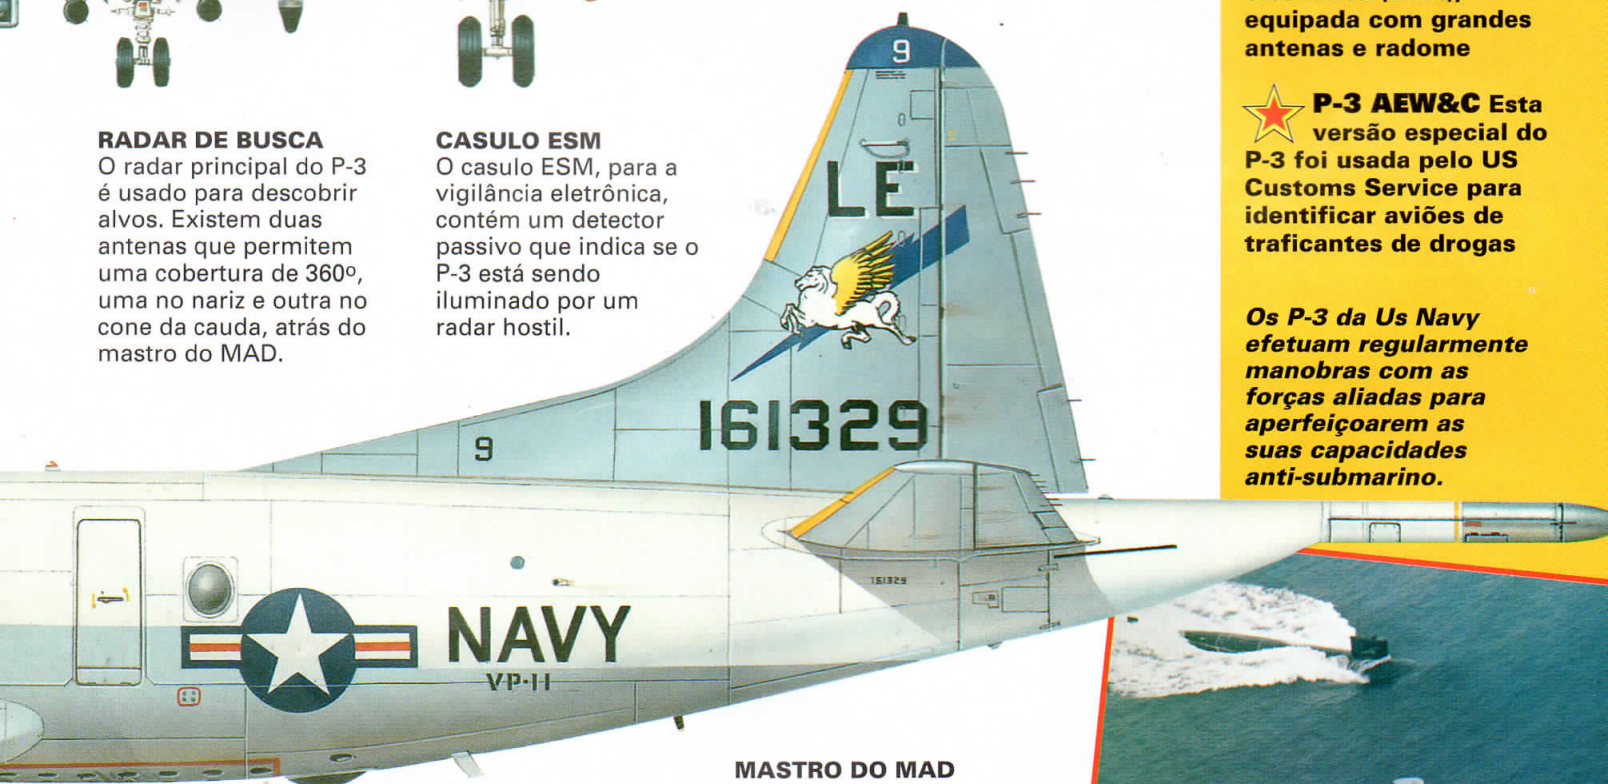 RADAR DE BUSCA
O radar principal do P-3
é usado para descobrir
alvos. Existem duas
antenas que permitem
uma cobertura de 360º,
uma no nariz e outra no
cone da cauda, atrás do
mastro do MAD.
CASULO ESM
O casulo ESM, para a
vigilância eletrônica,
contém um detector
passivo que indica se o
P-3 está sendo
iluminado por um
radar hostil.
9
LE
161329
9
161329
NAVY
VP-11
MASTRO DO MAD
equipada com grandes
antenas e radome
P-3 AEW&C Esta
versão especial do
P-3 foi usada pelo US
Customs Service para
identificar aviões de
traficantes de drogas
Os P-3 da Us Navy
efetuam regularmente
manobras com as
forças aliadas para
aperfeiçoarem as
suas capacidades
anti-submarino.